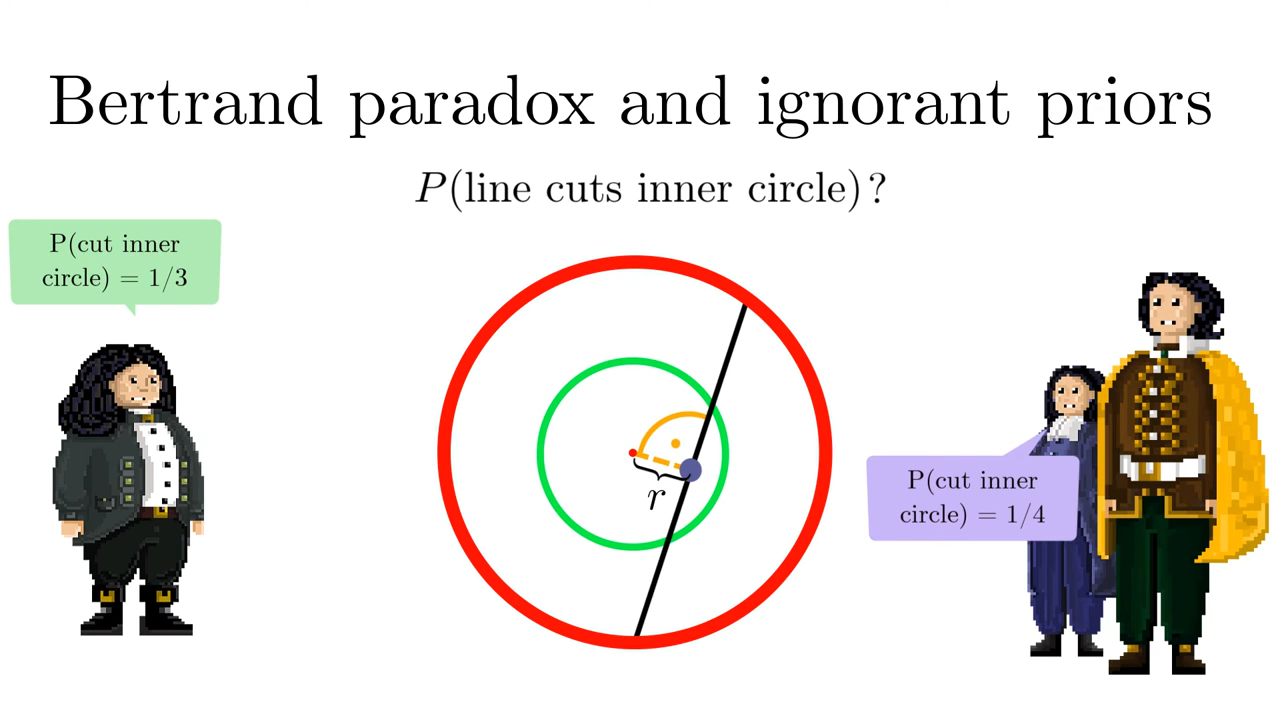 Bertrand paradox and ignorant priors
P(line cuts inner circle)?
P(cut inner
circle) = 1/3
r
P(cut inner
circle) = 1/4